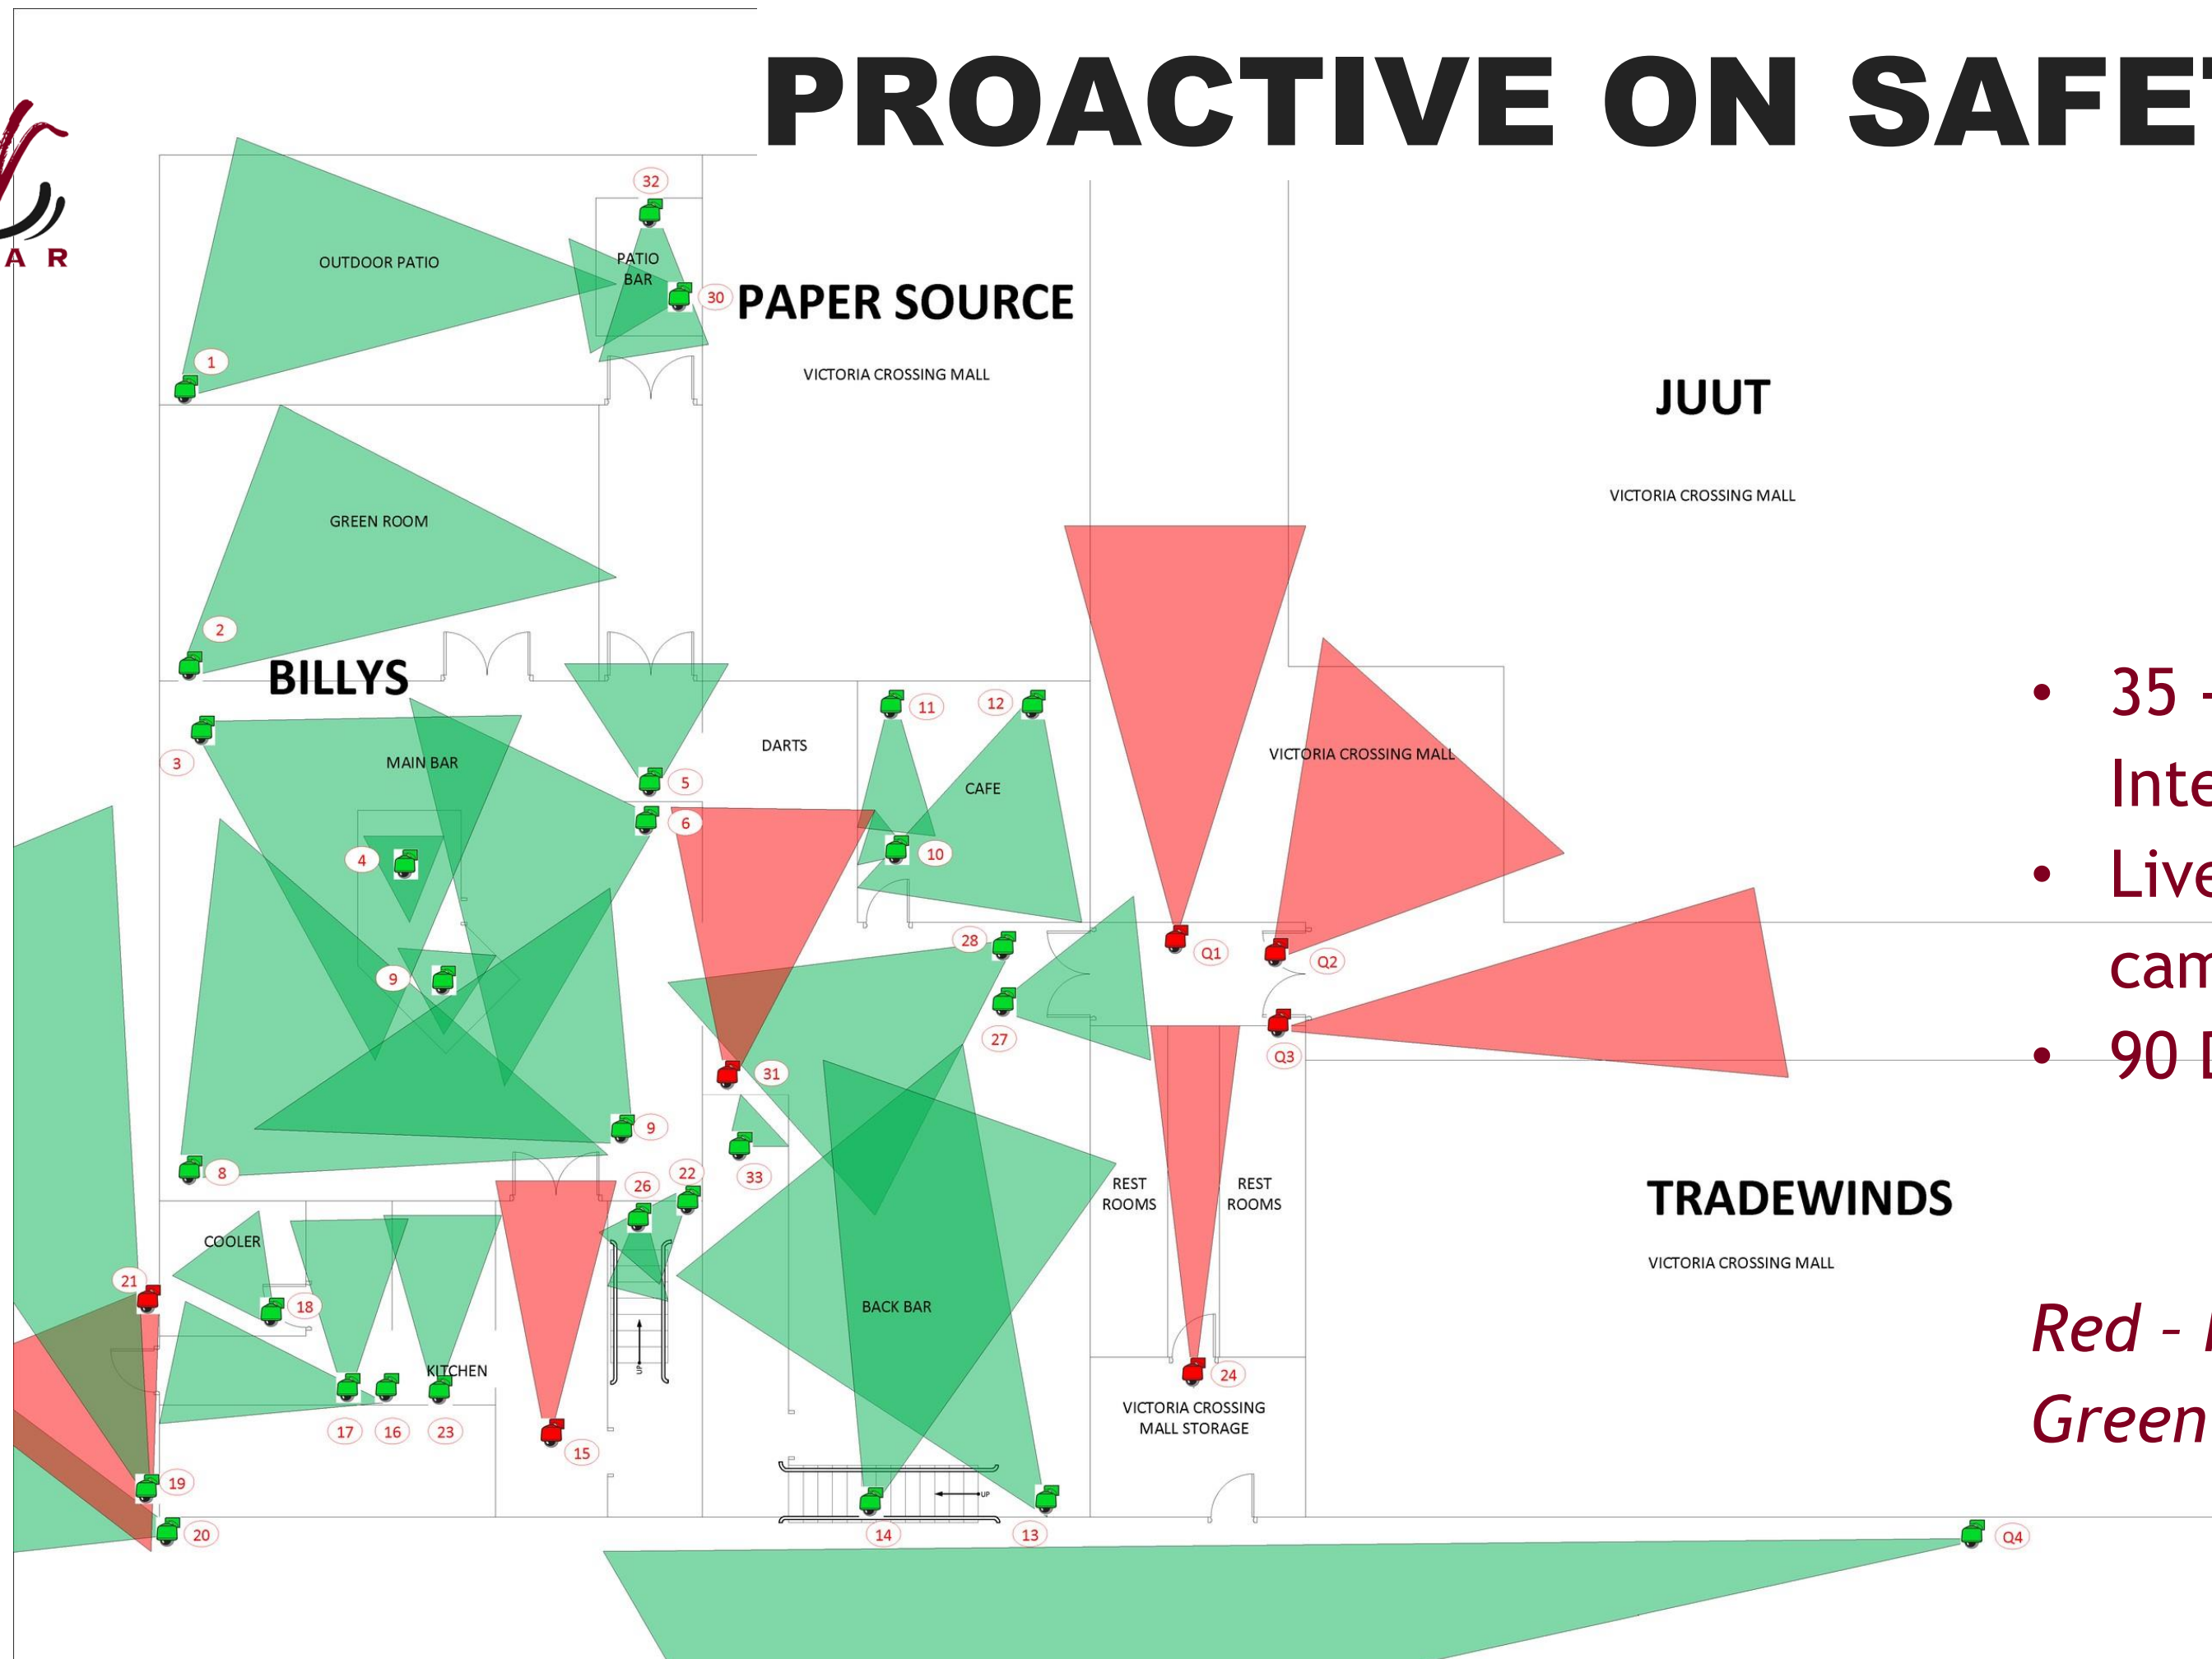 PROACTIVE ON SAFE
A R
32
OUTDOOR PATIO
PATIO
BAR
30
PAPER SOURCE
VICTORIA CROSSING MALL
1
JUUT
VICTORIA CROSSING MALL
GREEN ROOM
2
BILLYS
3
MAIN BAR
DARTS
11
12
CAFE
5
6
4
10
VICTORIA CROSSING MALL
35 -
Inte
Live
cam
90
28
Q1
Q2
9
27
Q3
31
9
8
33
26
22
REST
ROOMS
REST
ROOMS
TRADEWINDS
VICTORIA CROSSING MALL
COOLER
21
18
BACK BAR
KITCHEN
UP
24
VICTORIA CROSSING
MALL STORAGE
17
16
23
15
19
20
UP
14
13
Q4
Red -
Green